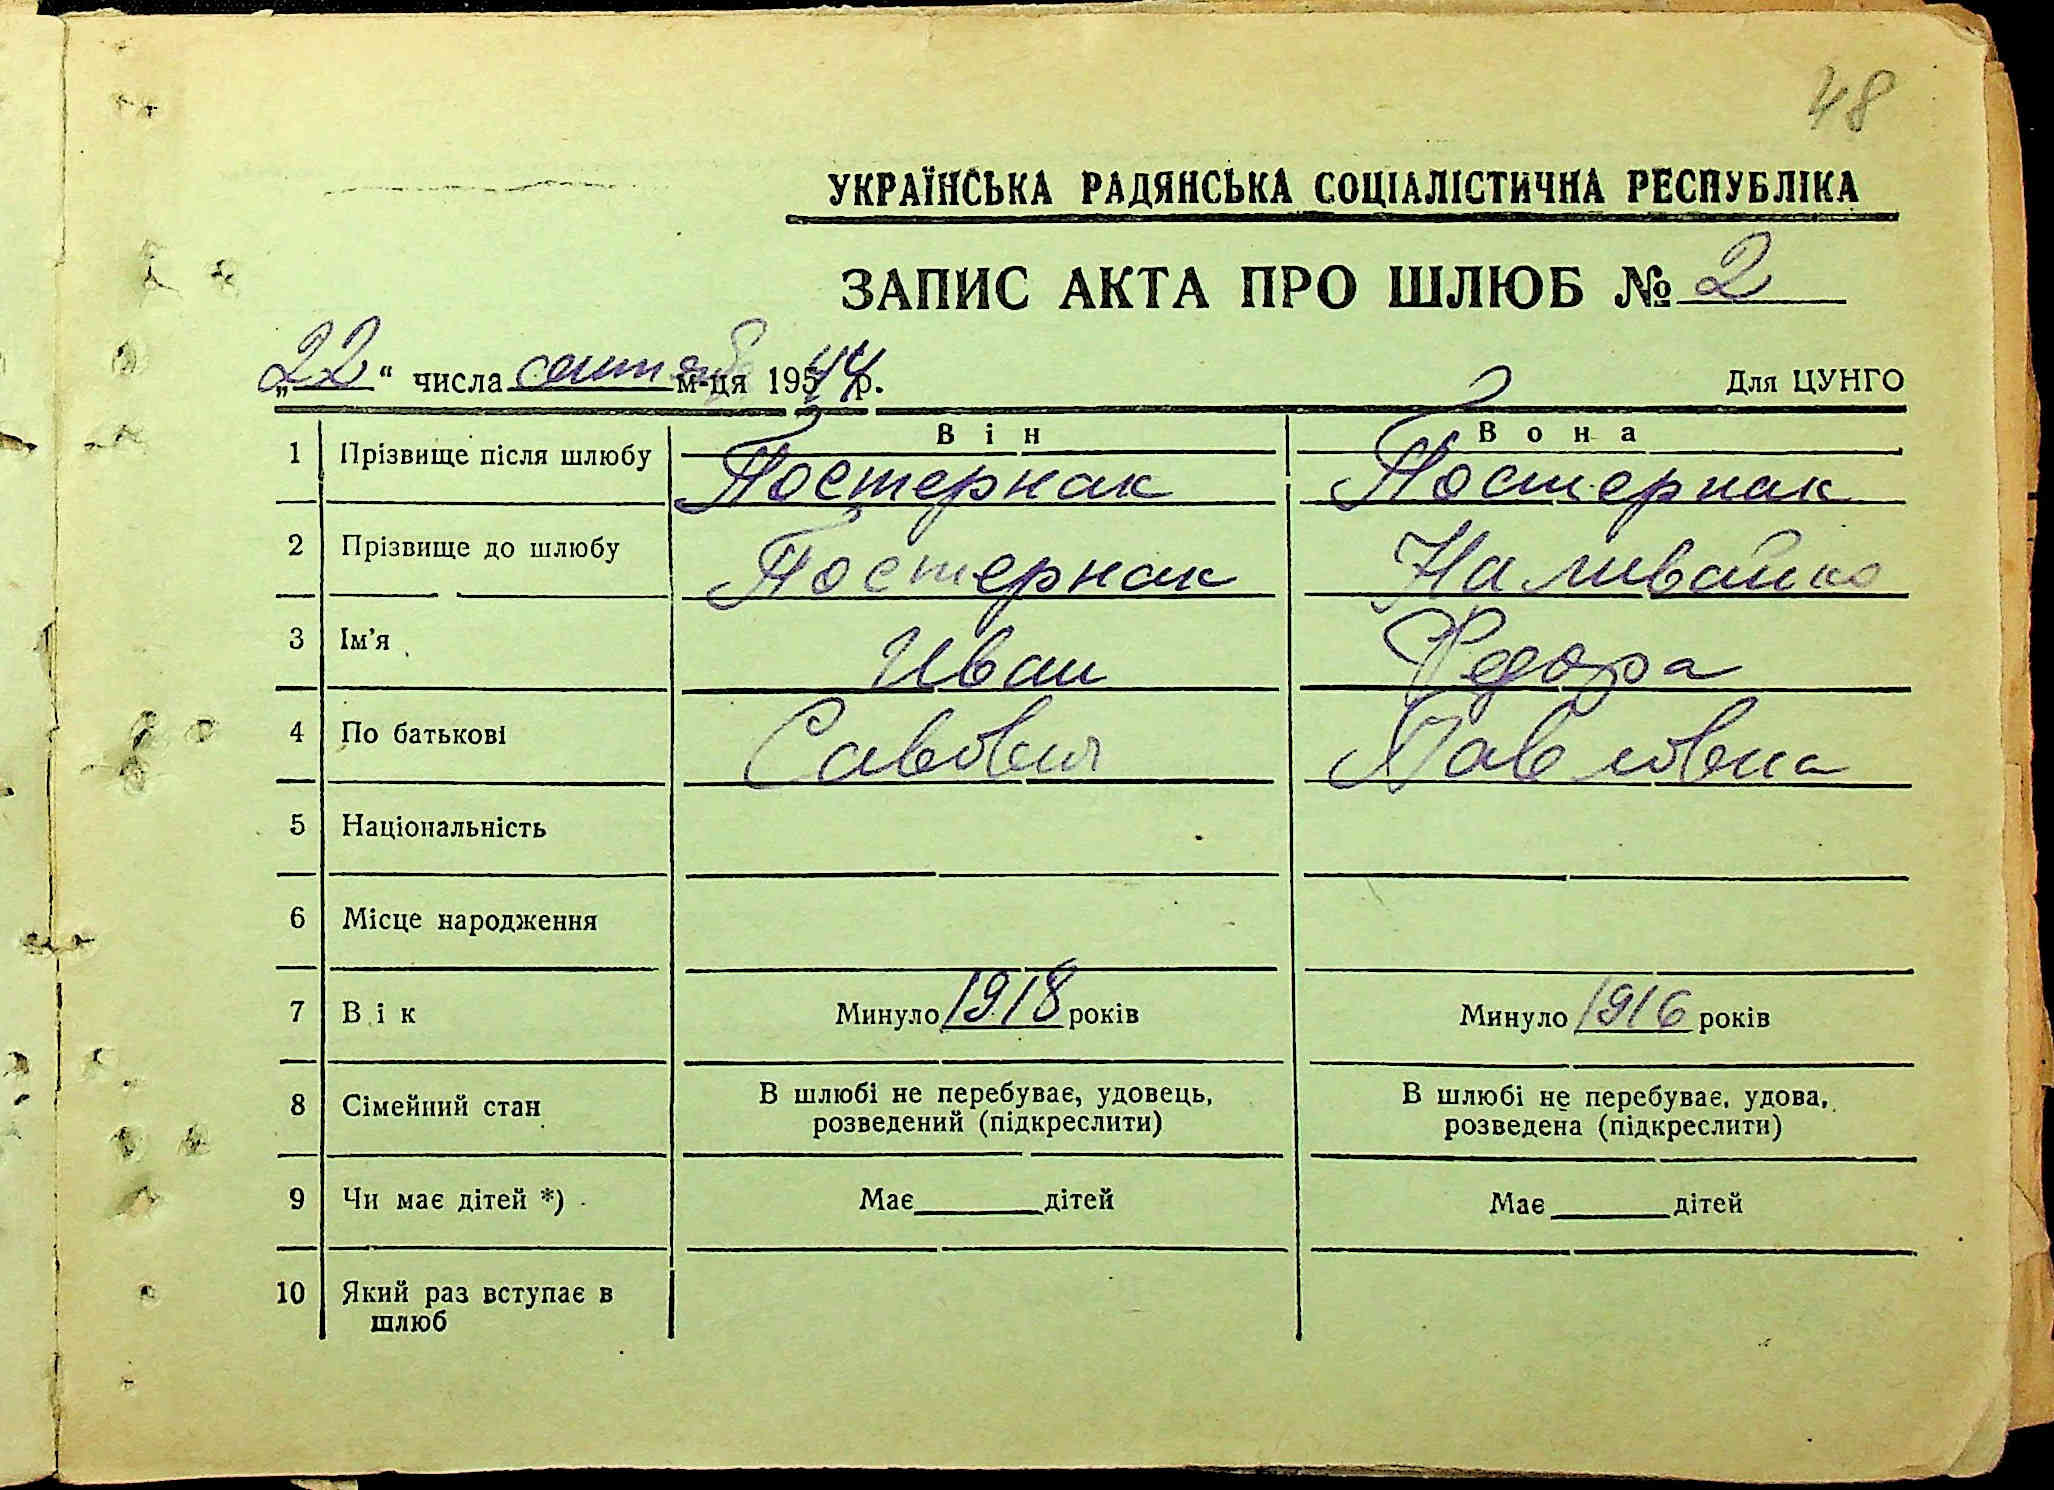 48
УКРАЇНСЬКА РАДЯНСЬКА СОЦІАЛІСТИЧНА РЕСПУБЛІКА
ЗАПИС АКТА ПРО ШЛЮБ № 2
„22“ числа сентяб м-ця 1944 р.
Для ЦУНГО
Він Вона
1 Прізвище після шлюбу Постернак Постернак
2 Прізвище до шлюбу Постернак Наливайко
3 Ім'я Иван Федора
4 По батькові Савович Павловна
5 Національність
6 Місце народження
7 Вік Минуло 1918 років Минуло 1916 років
8 Сімейний стан В шлюбі не перебуває, удовець, розведений (підкреслити) В шлюбі не перебуває, удова, розведена (підкреслити)
9 Чи має дітей *) Має ______ дітей Має ______ дітей
10 Який раз вступає в шлюб